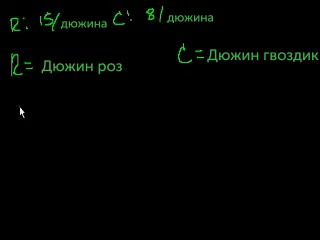 R: 15/дюжина C: 8/дюжина
R = Дюжин роз
C = Дюжин гвоздик